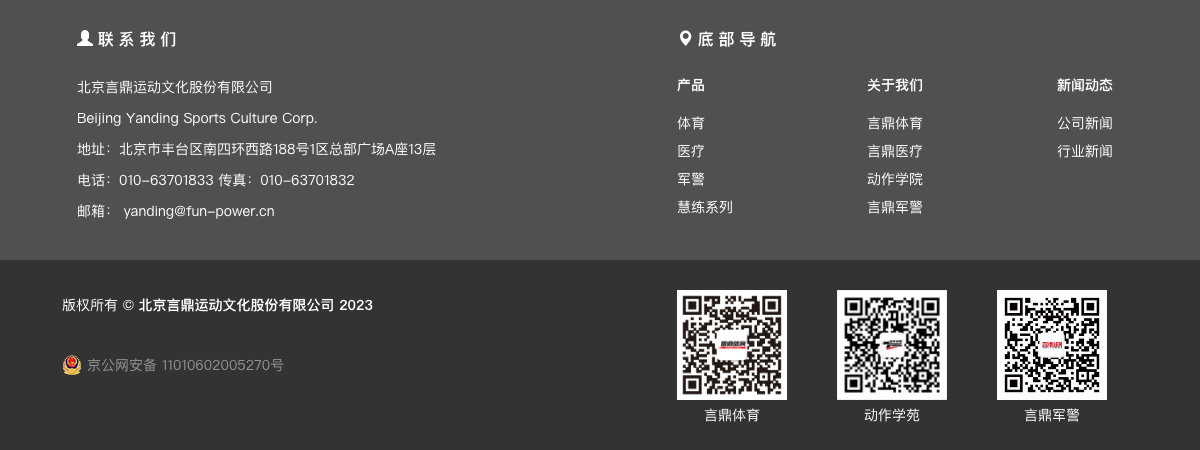 联系我们
北京言鼎运动文化股份有限公司
Beijing Yanding Sports Culture Corp.
地址：北京市丰台区南四环西路188号1区总部广场A座13层
电话：010-63701833 传真：010-63701832
邮箱： yanding@fun-power.cn
底部导航
产品
体育
医疗
军警
慧练系列
关于我们
言鼎体育
言鼎医疗
动作学院
言鼎军警
新闻动态
公司新闻
行业新闻
版权所有 © 北京言鼎运动文化股份有限公司 2023
京公网安备 11010602005270号
言鼎体育
动作学苑
言鼎军警